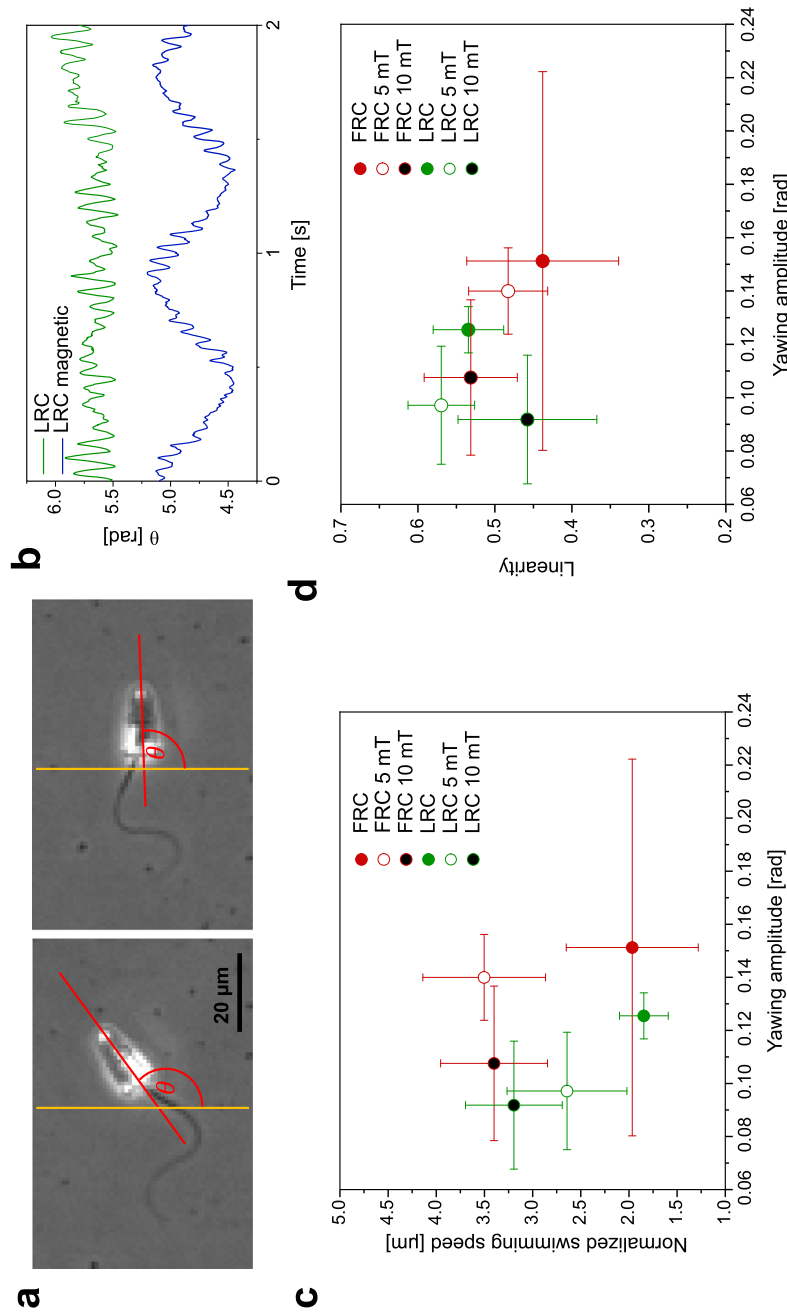 a
θ
θ
20 µm
b
LRC
LRC magnetic
6.0
5.5
5.0
4.5
θ [rad]
0
1
2
Time [s]
c
5.0
4.5
4.0
3.5
3.0
2.5
2.0
1.5
1.0
Normalized swimming speed [µm]
FRC
FRC 5 mT
FRC 10 mT
LRC
LRC 5 mT
LRC 10 mT
0.06 0.08 0.10 0.12 0.14 0.16 0.18 0.20 0.22 0.24
Yawing amplitude [rad]
d
0.7
0.6
0.5
0.4
0.3
0.2
Linearity
FRC
FRC 5 mT
FRC 10 mT
LRC
LRC 5 mT
LRC 10 mT
0.06 0.08 0.10 0.12 0.14 0.16 0.18 0.20 0.22 0.24
Yawing amplitude [rad]